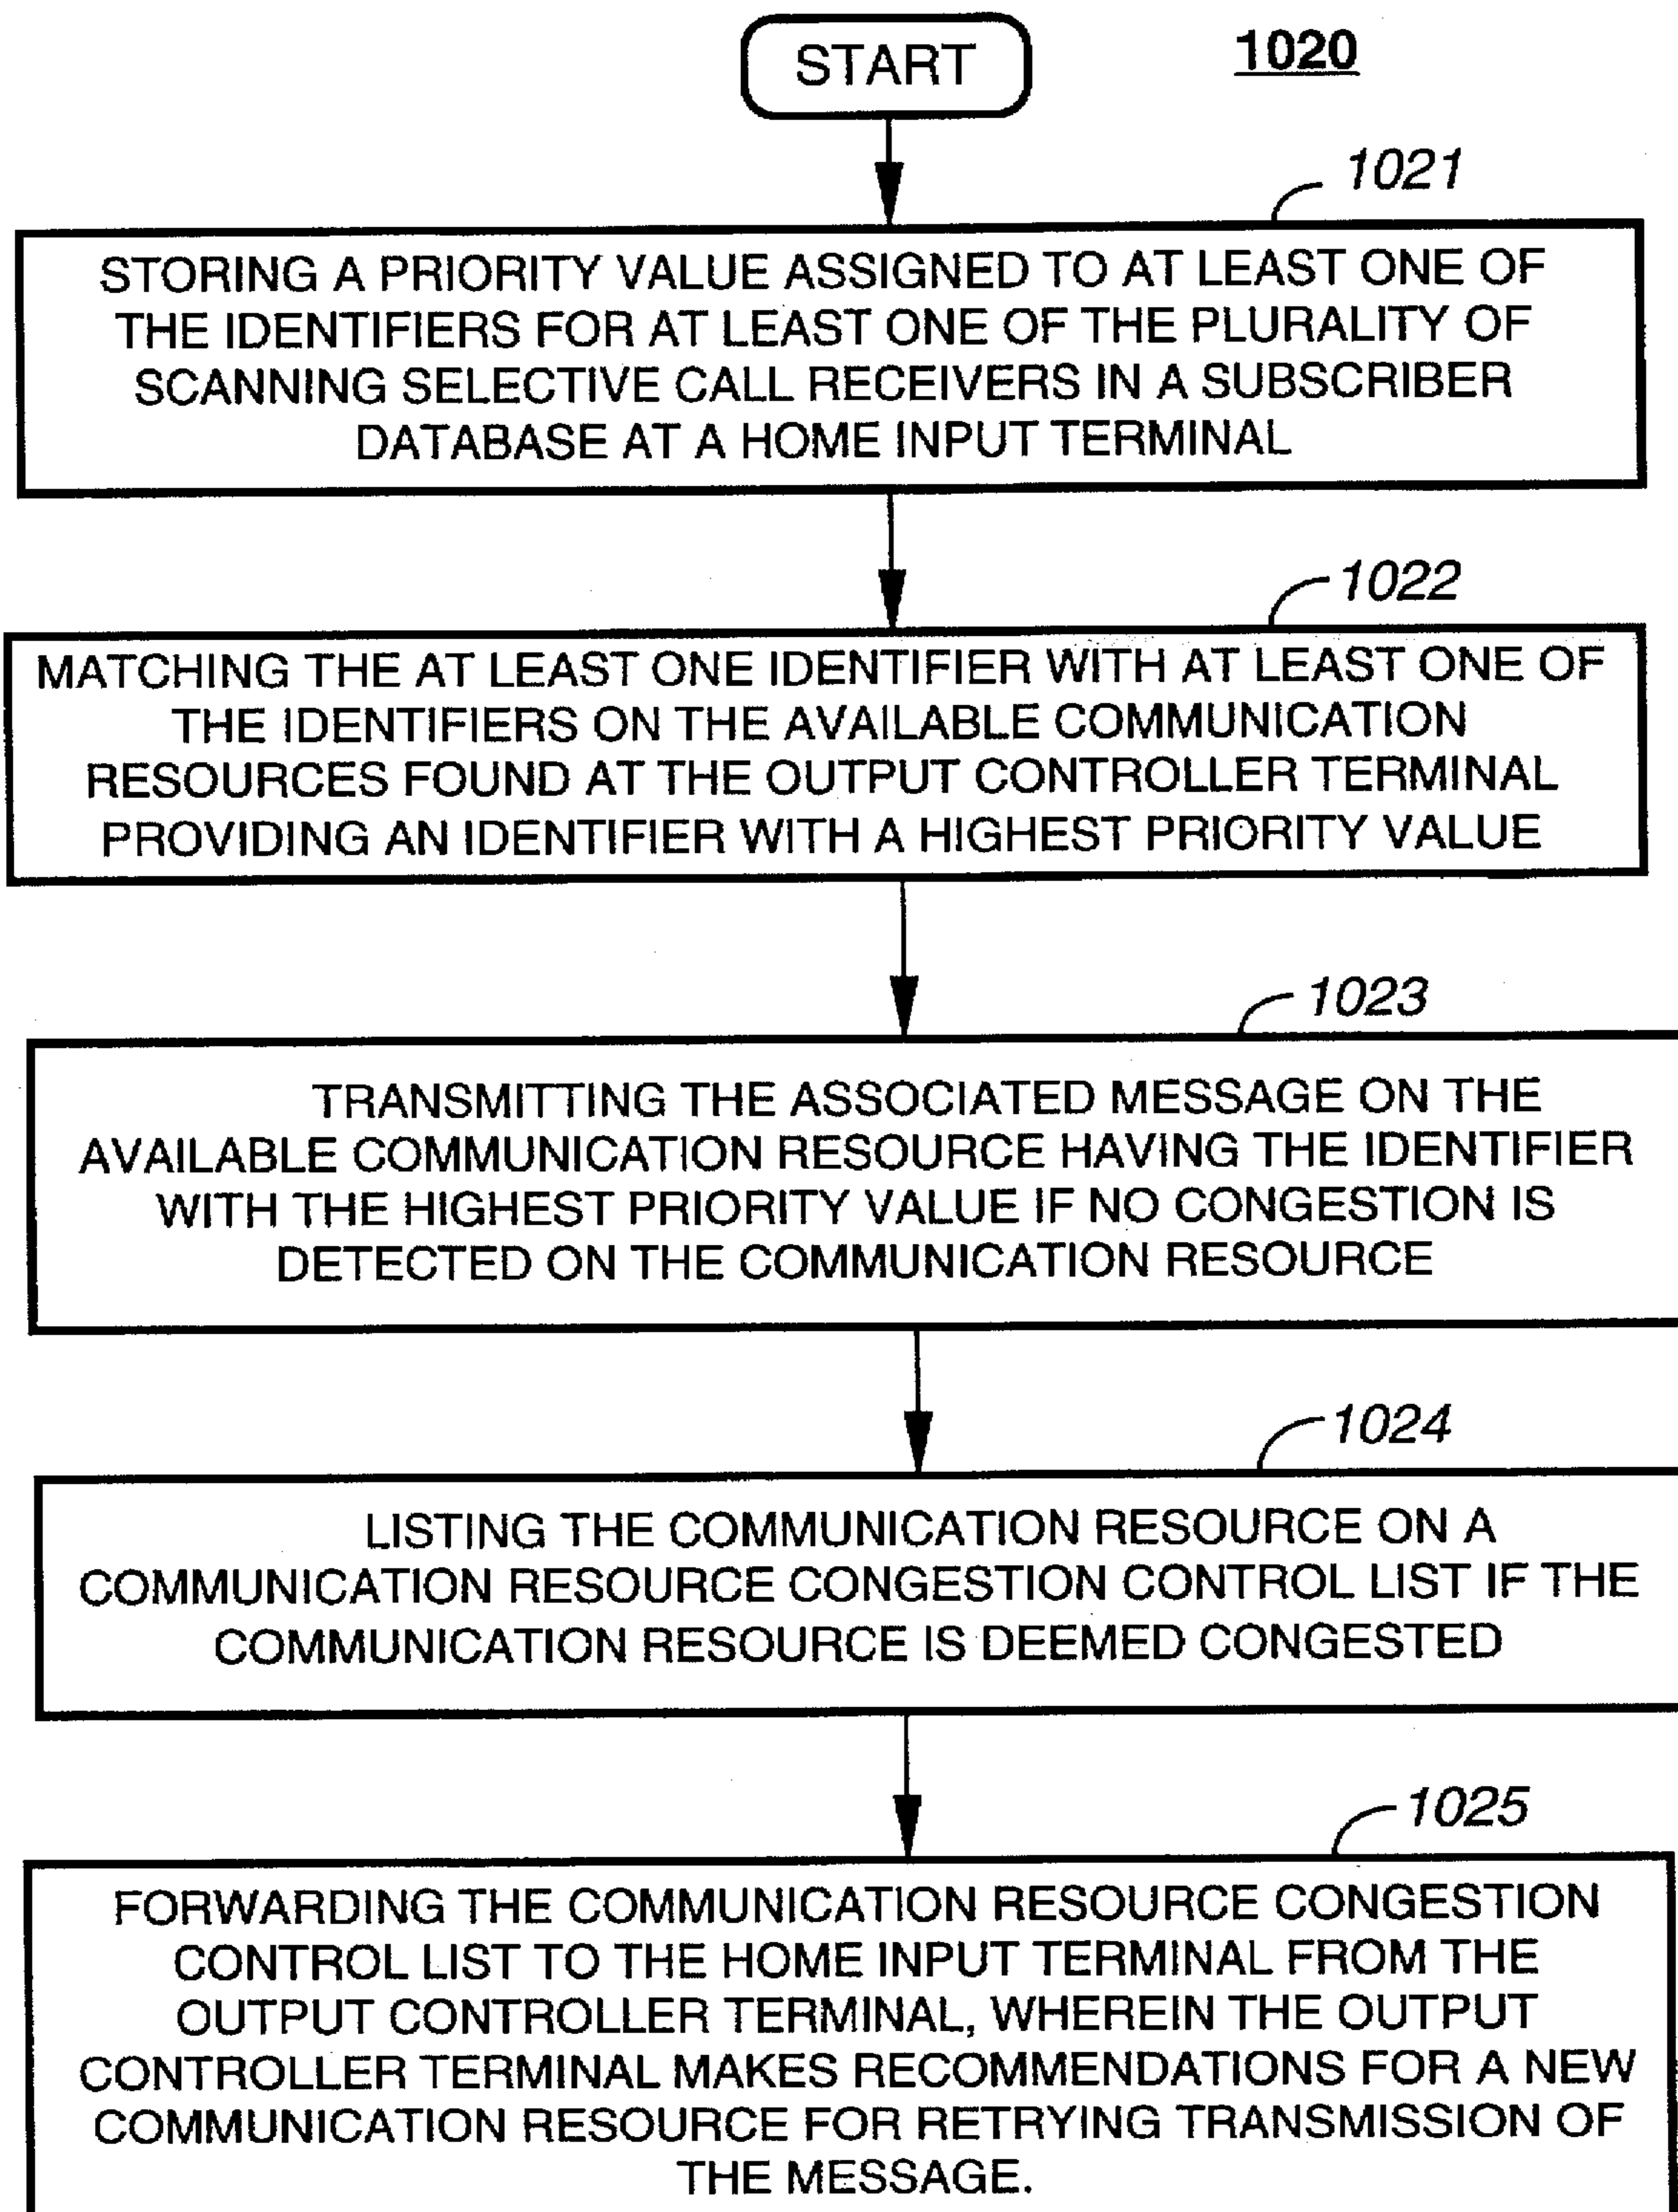 START
1020
1021
STORING A PRIORITY VALUE ASSIGNED TO AT LEAST ONE OF
THE IDENTIFIERS FOR AT LEAST ONE OF THE PLURALITY OF
SCANNING SELECTIVE CALL RECEIVERS IN A SUBSCRIBER
DATABASE AT A HOME INPUT TERMINAL
1022
MATCHING THE AT LEAST ONE IDENTIFIER WITH AT LEAST ONE OF
THE IDENTIFIERS ON THE AVAILABLE COMMUNICATION
RESOURCES FOUND AT THE OUTPUT CONTROLLER TERMINAL
PROVIDING AN IDENTIFIER WITH A HIGHEST PRIORITY VALUE
1023
TRANSMITTING THE ASSOCIATED MESSAGE ON THE
AVAILABLE COMMUNICATION RESOURCE HAVING THE IDENTIFIER
WITH THE HIGHEST PRIORITY VALUE IF NO CONGESTION IS
DETECTED ON THE COMMUNICATION RESOURCE
1024
LISTING THE COMMUNICATION RESOURCE ON A
COMMUNICATION RESOURCE CONGESTION CONTROL LIST IF THE
COMMUNICATION RESOURCE IS DEEMED CONGESTED
1025
FORWARDING THE COMMUNICATION RESOURCE CONGESTION
CONTROL LIST TO THE HOME INPUT TERMINAL FROM THE
OUTPUT CONTROLLER TERMINAL, WHEREIN THE OUTPUT
CONTROLLER TERMINAL MAKES RECOMMENDATIONS FOR A NEW
COMMUNICATION RESOURCE FOR RETRYING TRANSMISSION OF
THE MESSAGE.